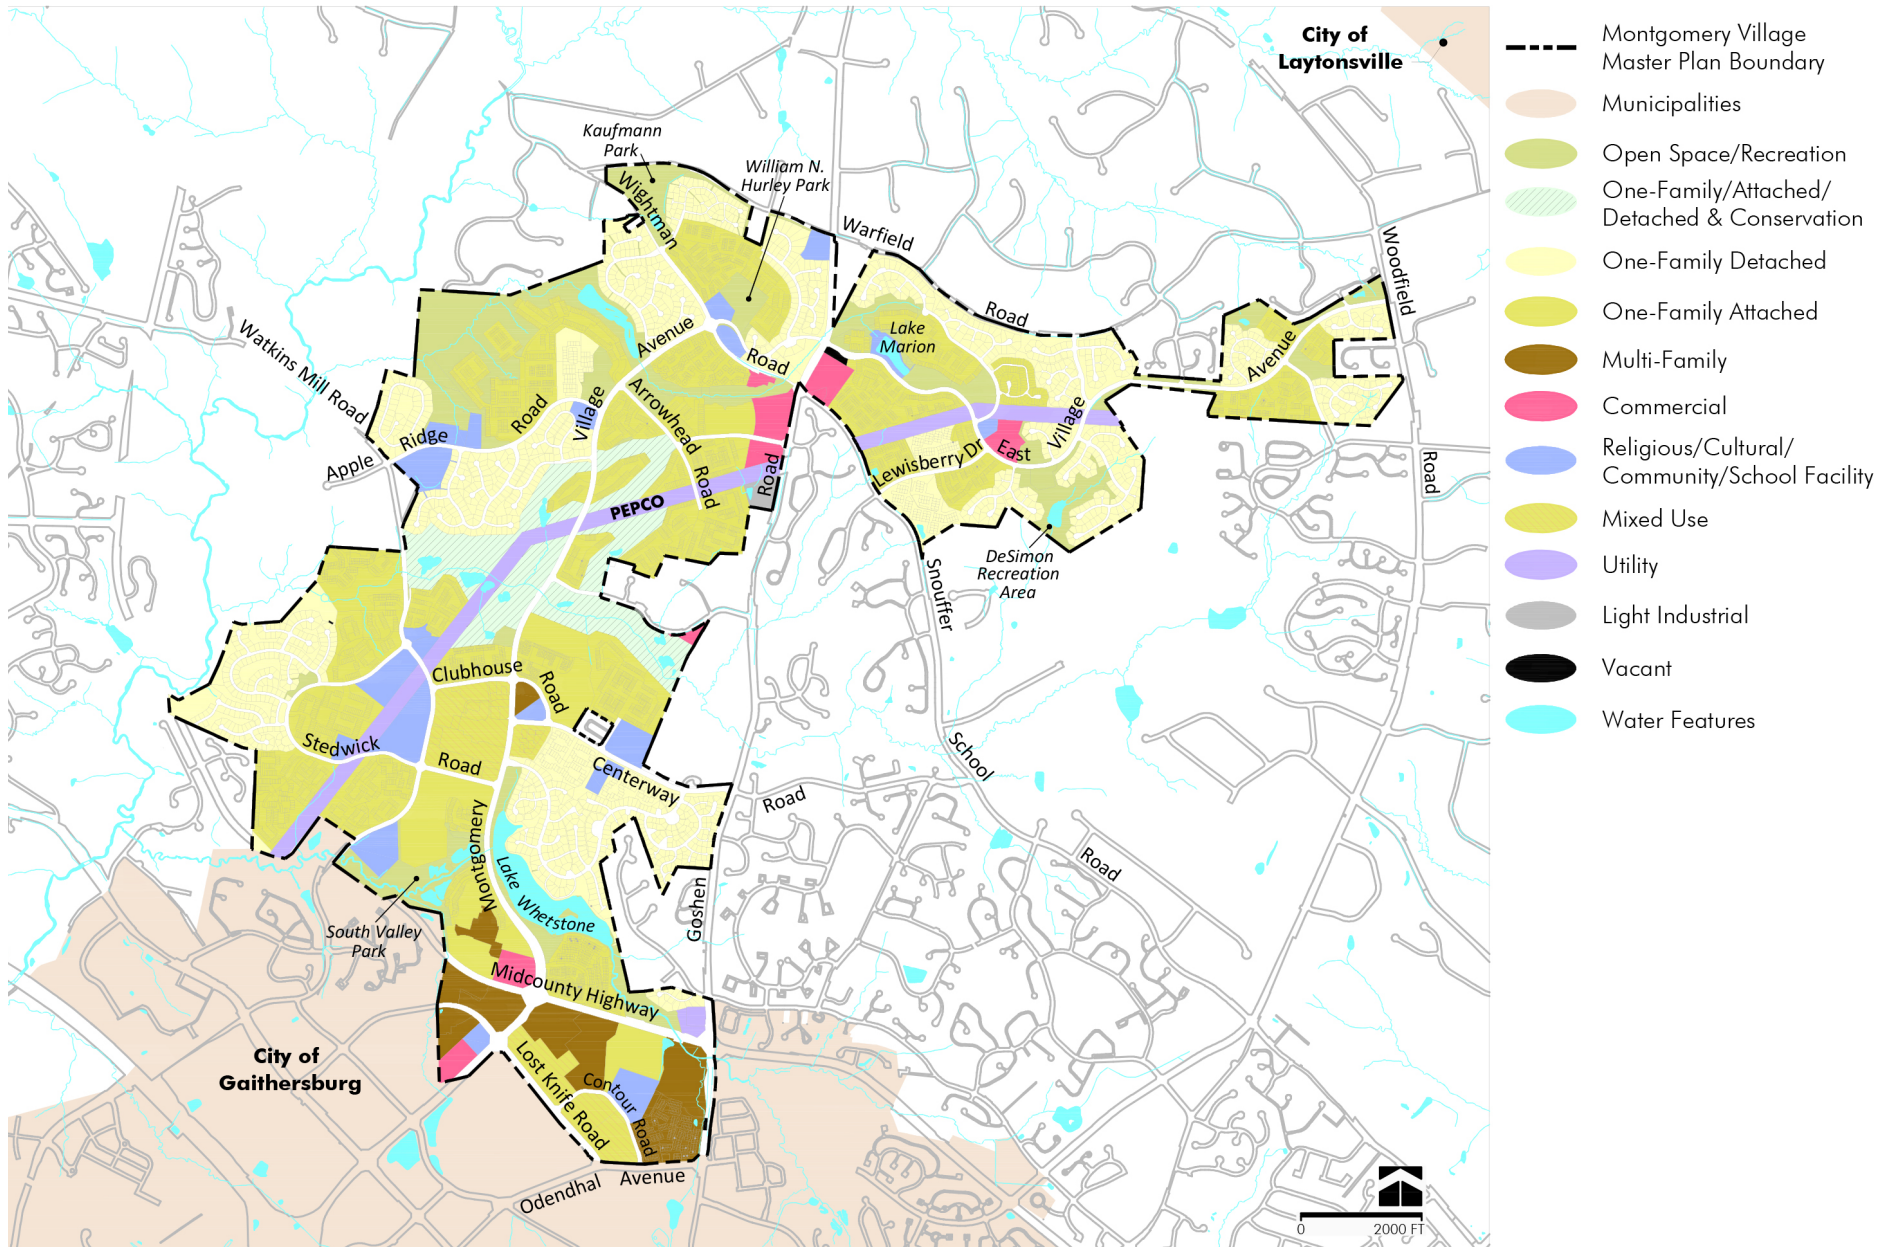 City of
Laytonsville
Kaufmann
Park
William N.
Hurley Park
Wightman
Warfield
Woodfield
Road
Lake
Marion
Avenue
Road
Avenue
Watkins Mill Road
Road
Village
Arrowhead
Road
Ridge
Apple
Village
East
Lewisberry Dr
Road
Road
PEPCO
DeSimon
Recreation
Area
Snouffer
Clubhouse
Road
Stedwick
Road
School
Centerway
Road
Montgomery
Road
Lake Whetstone
Goshen
South Valley
Park
Midcounty Highway
City of
Gaithersburg
Lost Knife Road
Contour
Road
Odendhal
Avenue
0
2000 FT
Montgomery Village
Master Plan Boundary
Municipalities
Open Space/Recreation
One-Family/Attached/
Detached & Conservation
One-Family Detached
One-Family Attached
Multi-Family
Commercial
Religious/Cultural/
Community/School Facility
Mixed Use
Utility
Light Industrial
Vacant
Water Features